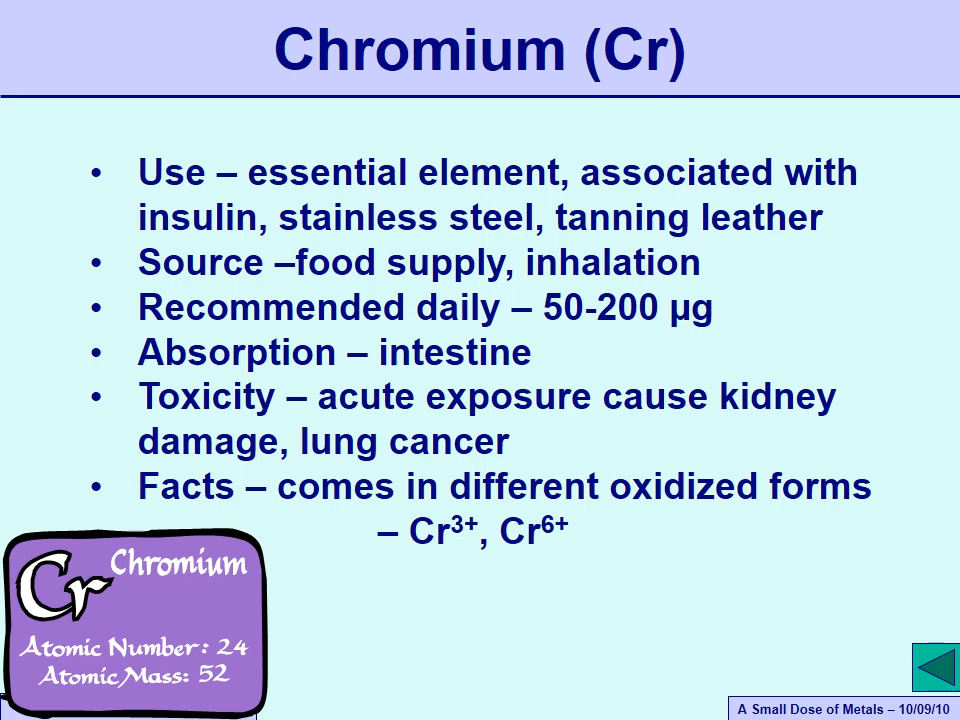 Chromium (Cr)
• Use – essential element, associated with
insulin, stainless steel, tanning leather
• Source –food supply, inhalation
• Recommended daily – 50-200 µg
• Absorption – intestine
• Toxicity – acute exposure cause kidney
damage, lung cancer
• Facts – comes in different oxidized forms
– Cr³⁺, Cr⁶⁺
Cr Chromium
Atomic Number: 24
Atomic Mass: 52
A Small Dose of Metals – 10/09/10